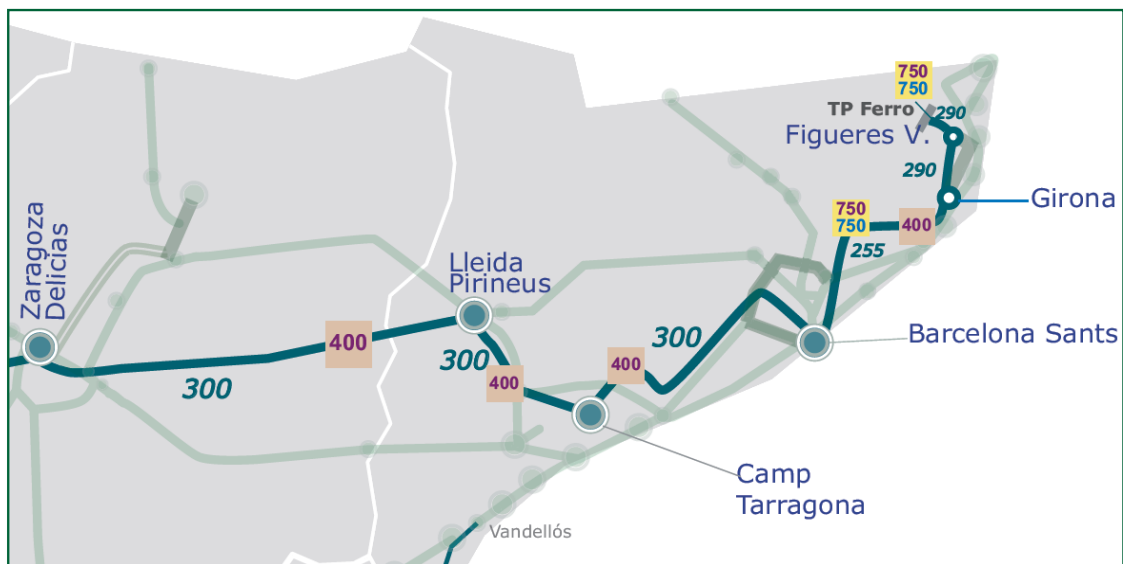 750
750
TP Ferro
290
Figueres V.
290
Girona
750
750
400
255
Zaragoza
Delicias
Lleida
Pirineus
400
300
300
400
400
300
Barcelona Sants
Camp
Tarragona
Vandellós